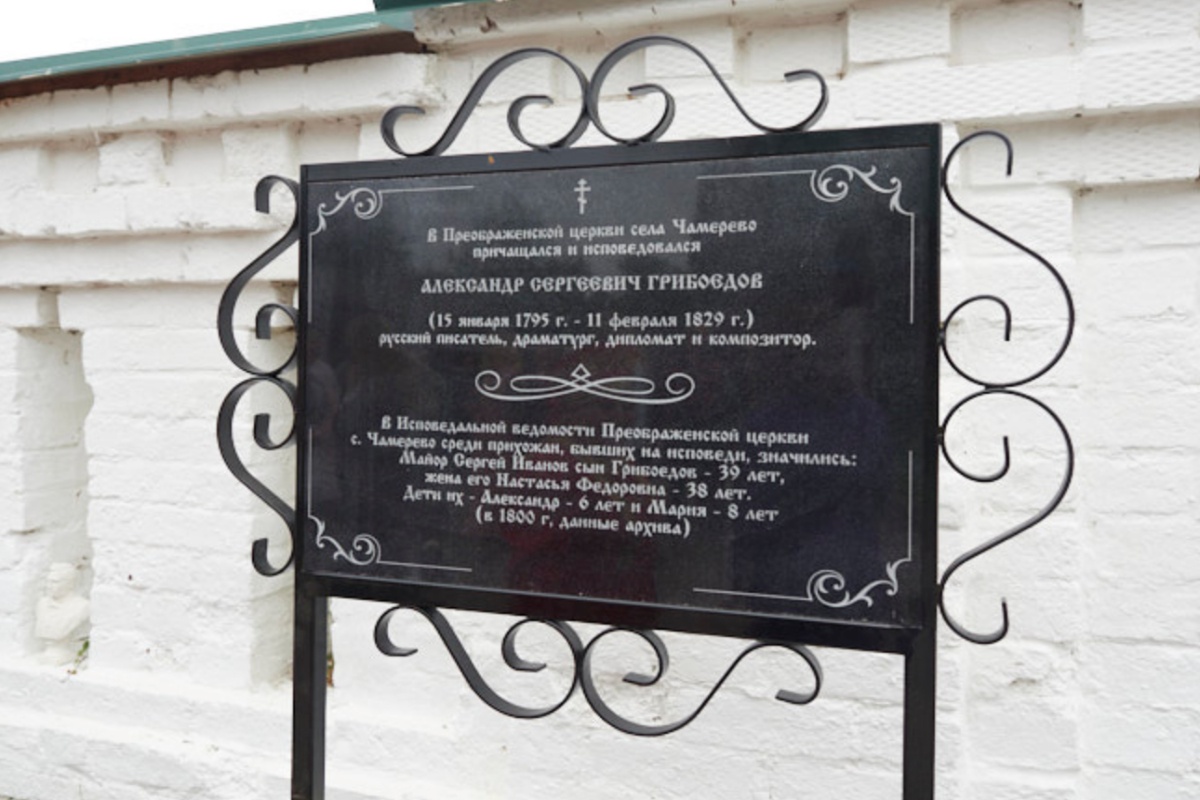 В Преображенской церкви села Чамерево
причащался и исповедовался
АЛЕКСАНДР СЕРГЕЕВИЧ ГРИБОЕДОВ
(15 января 1795 г. - 11 февраля 1829 г.)
русский писатель, драматург, дипломат и композитор.
В Исповедальной ведомости Преображенской церкви
с. Чамерево среди прихожан, бывших на исповеди, значились:
Майор Сергей Иванов сын Грибоедов - 39 лет,
жена его Настасья Федоровна - 38 лет.
Дети их - Александр - 6 лет и Мария - 8 лет
(в 1800 г, данные архива)